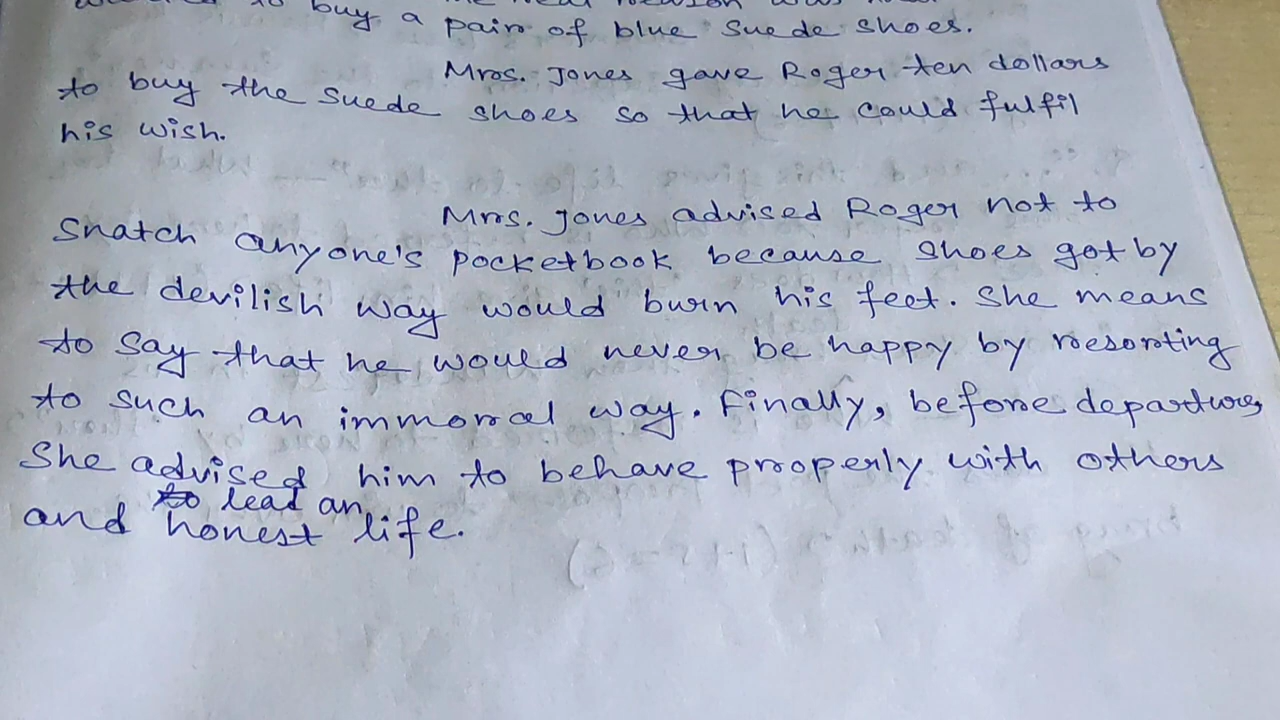 to buy a pair of blue suede shoes.
Mrs. Jones gave Roger ten dollars
to buy the suede shoes so that he could fulfil
his wish.
Mrs. Jones advised Roger not to
snatch anyone's pocketbook because shoes got by
the devilish way would burn his feet. She means
to say that he would never be happy by resorting
to such an immoral way. Finally, before departure,
She advised him to behave properly with others
and to lead an
honest life.